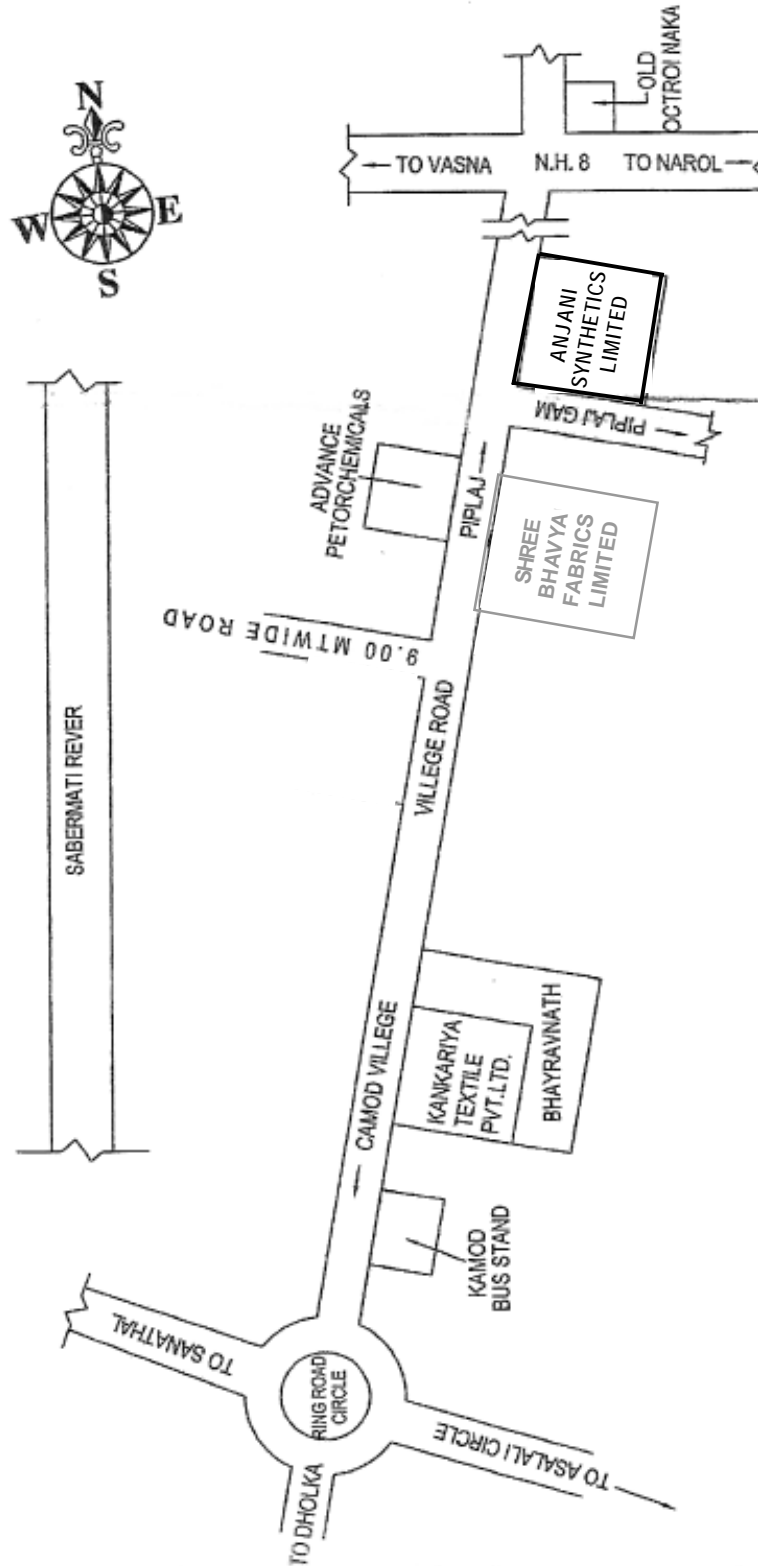 N
W
E
S
SABERMATI REVER
TO VASNA
N.H. 8
TO NAROL
OLD
OCTROI NAKA
ANJANI
SYNTHETICS
LIMITED
PIPLAJ GAM
ADVANCE
PETORCHEMICALS
PIPLAJ
SHREE
BHAVYA
FABRICS
LIMITED
9.00 MTWIDE ROAD
VILLEGE ROAD
CAMOD VILLEGE
KANKARIYA
TEXTILE
PVT.LTD.
BHAYRAVNATH
KAMOD
BUS STAND
TO SANATHAL
RING ROAD
CIRCLE
TO DHOLKA
TO ASALALI CIRCLE